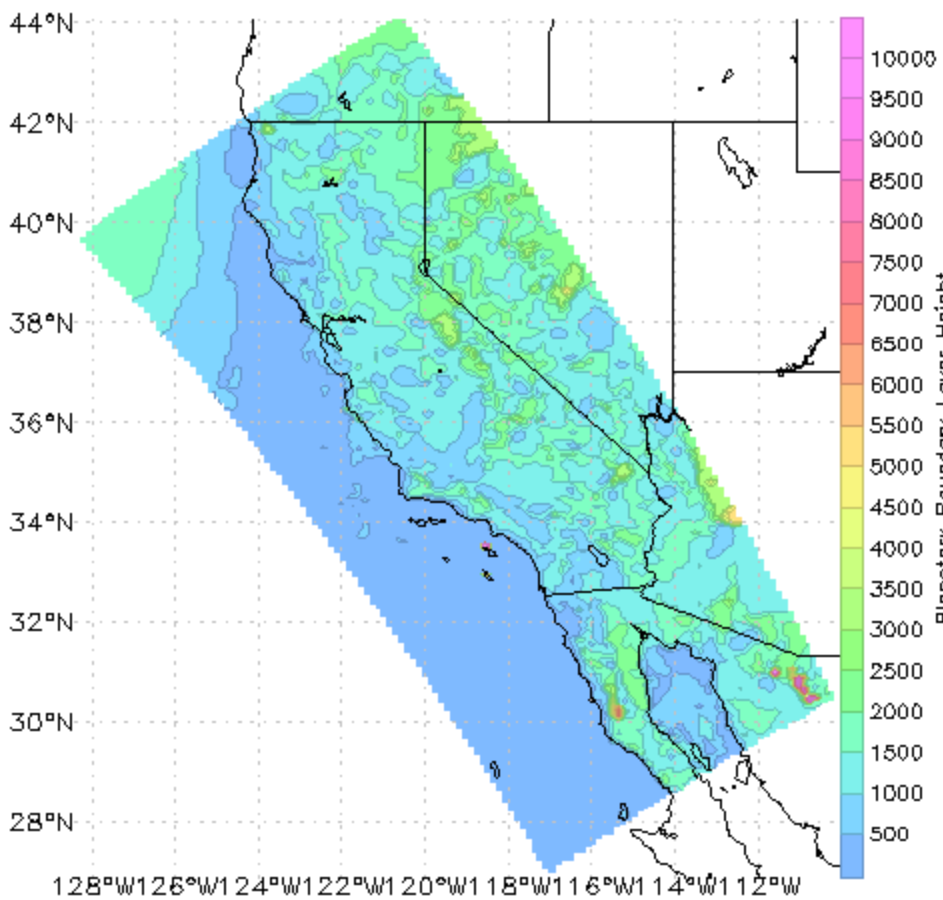 44°N
42°N
40°N
38°N
36°N
34°N
32°N
30°N
28°N
128°W126°W124°W122°W120°W118°W116°W114°W112°W
10000
9500
9000
8500
8000
7500
7000
6500
6000
5500
5000
4500
4000
3500
3000
2500
2000
1500
1000
500
Planetary Boundary Layer Height